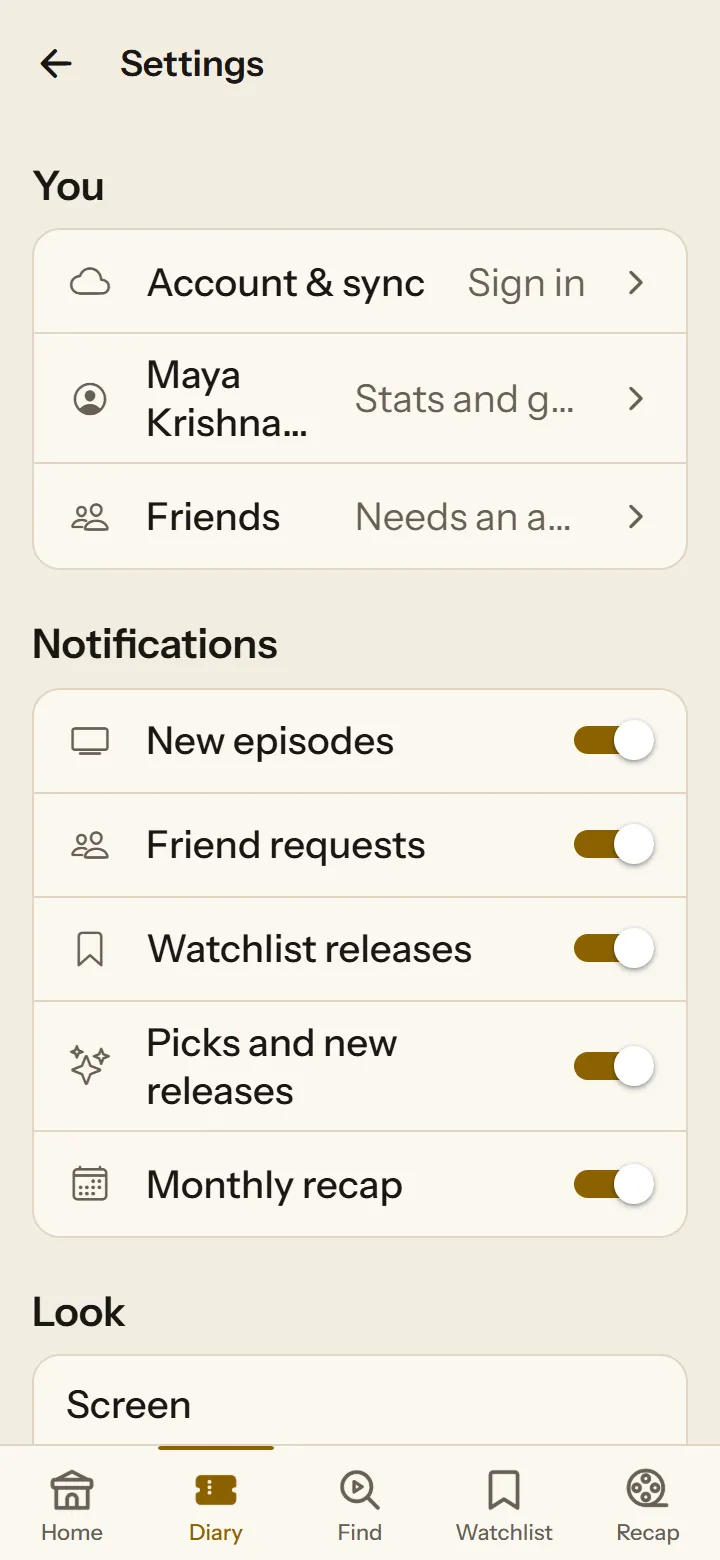 Settings
You
Account & sync Sign in
Maya
Krishna... Stats and g...
Friends Needs an a...
Notifications
New episodes
Friend requests
Watchlist releases
Picks and new
releases
Monthly recap
Look
Screen
Home Diary Find Watchlist Recap